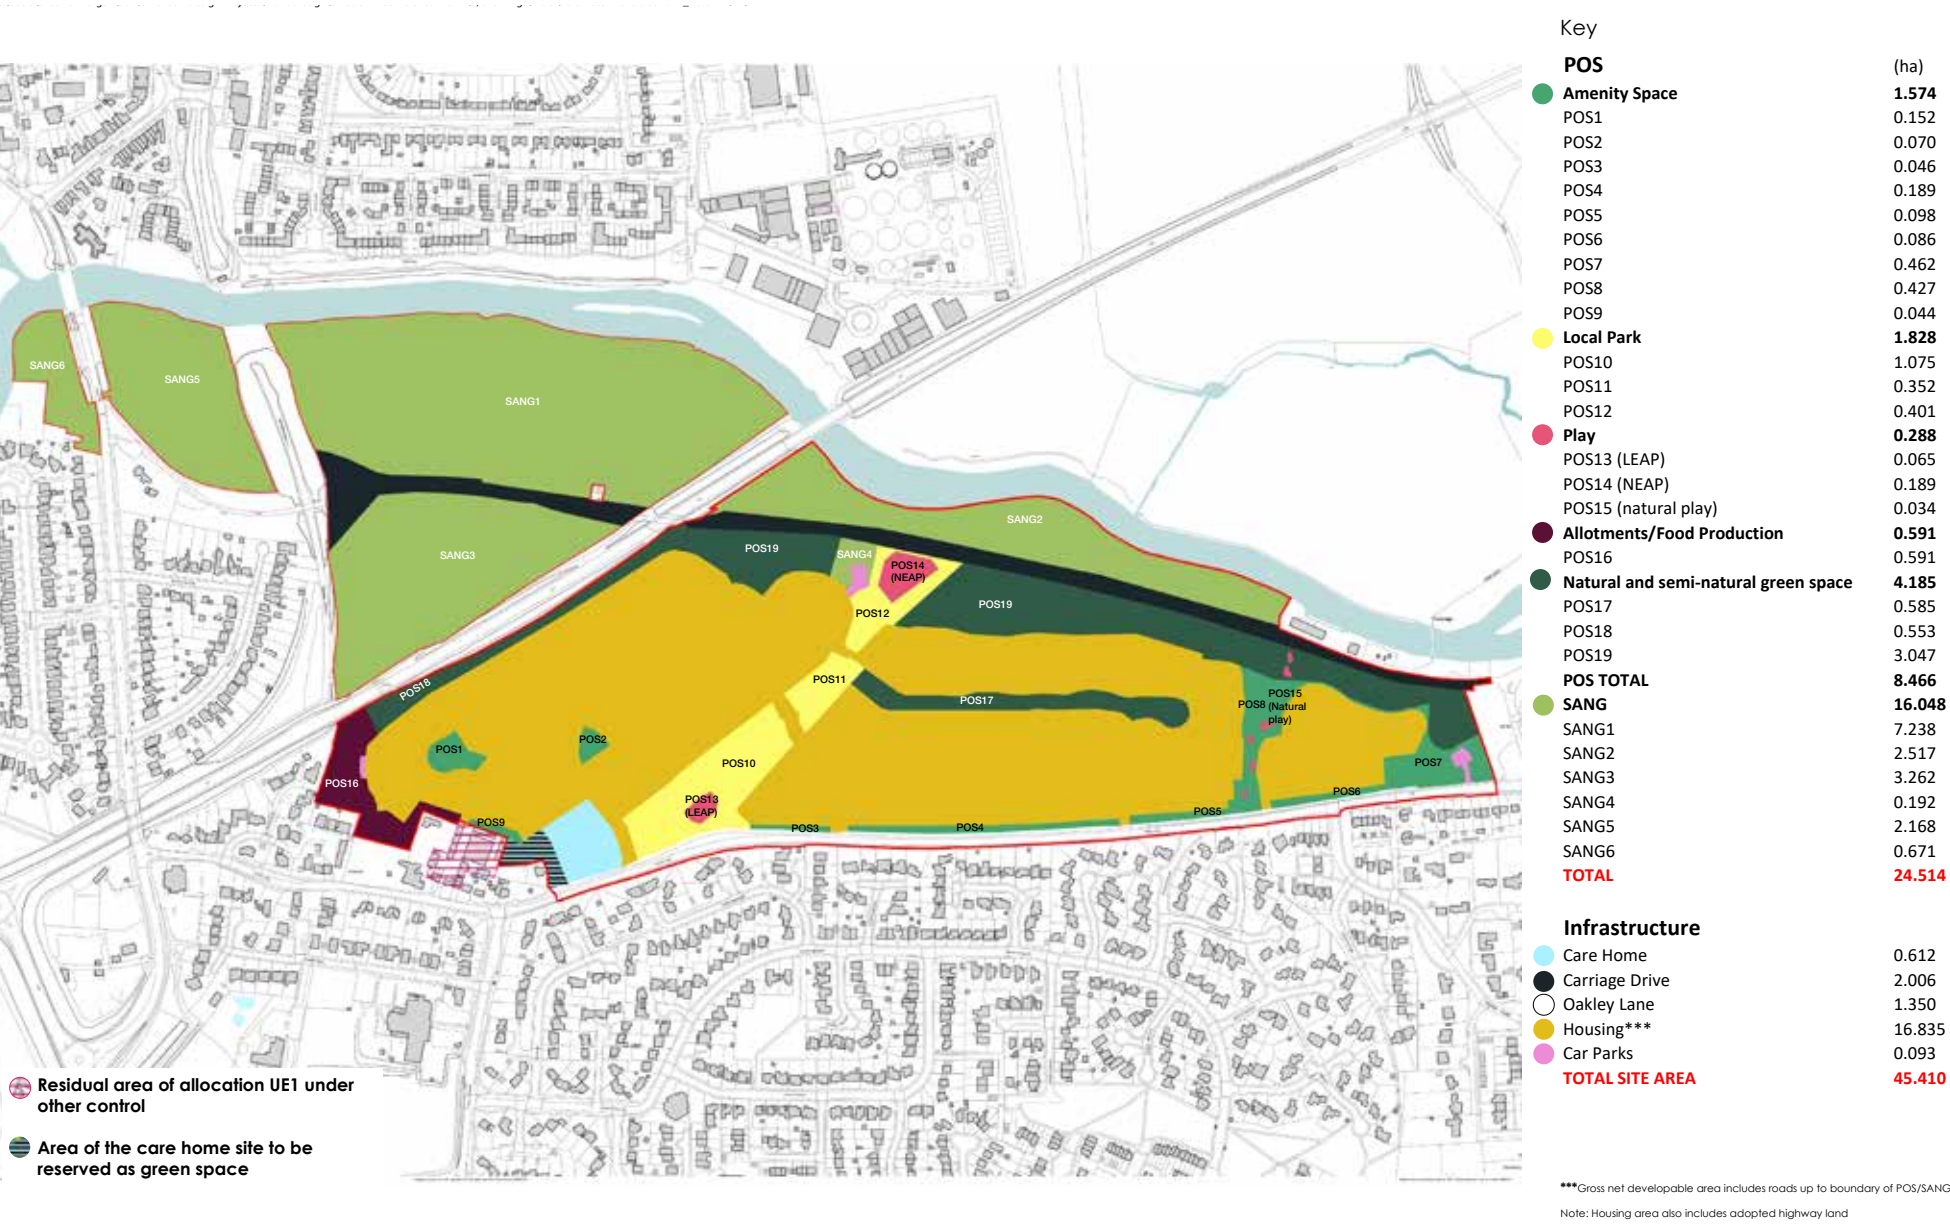 Key
POS (ha)
Amenity Space 1.574
POS1 0.152
POS2 0.070
POS3 0.046
POS4 0.189
POS5 0.098
POS6 0.086
POS7 0.462
POS8 0.427
POS9 0.044
Local Park 1.828
POS10 1.075
POS11 0.352
POS12 0.401
Play 0.288
POS13 (LEAP) 0.065
POS14 (NEAP) 0.189
POS15 (natural play) 0.034
Allotments/Food Production 0.591
POS16 0.591
Natural and semi-natural green space 4.185
POS17 0.585
POS18 0.553
POS19 3.047
POS TOTAL 8.466
SANG 16.048
SANG1 7.238
SANG2 2.517
SANG3 3.262
SANG4 0.192
SANG5 2.168
SANG6 0.671
TOTAL 24.514
Infrastructure
Care Home 0.612
Carriage Drive 2.006
Oakley Lane 1.350
Housing*** 16.835
Car Parks 0.093
TOTAL SITE AREA 45.410
***Gross net developable area includes roads up to boundary of POS/SANG
Note: Housing area also includes adopted highway land
SANG6
SANG5
SANG1
SANG2
SANG3
POS19
SANG4
POS14
(NEAP)
POS19
POS12
POS11
POS18
POS17
POS8
POS15
(Natural
play)
POS1
POS2
POS10
POS7
POS16
POS13
(LEAP)
POS6
POS5
POS9
POS3
POS4
Residual area of allocation UE1 under
other control
Area of the care home site to be
reserved as green space